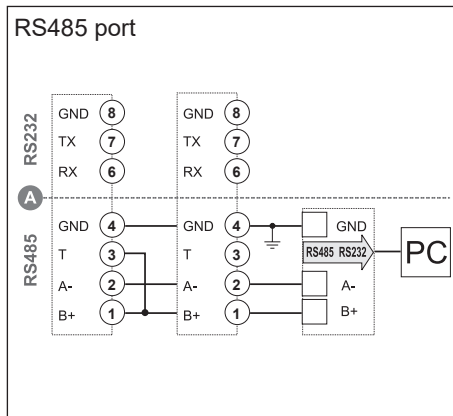 RS485 port
RS232
GND 8 GND 8
TX 7 TX 7
RX 6 RX 6
A
RS485
GND 4 GND 4 GND
T 3 T 3 RS485 RS232 PC
A- 2 A- 2 A-
B+ 1 B+ 1 B+